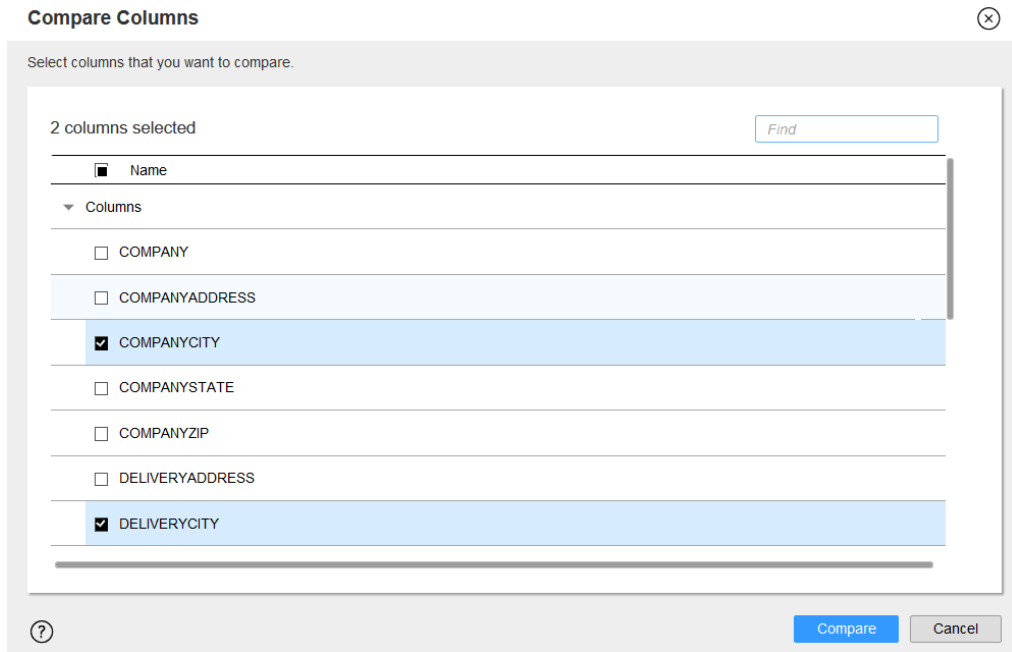 Compare Columns
Select columns that you want to compare.
2 columns selected
Find
Name
Columns
COMPANY
COMPANYADDRESS
COMPANYCITY
COMPANYSTATE
COMPANYZIP
DELIVERYADDRESS
DELIVERYCITY
?
Compare Cancel